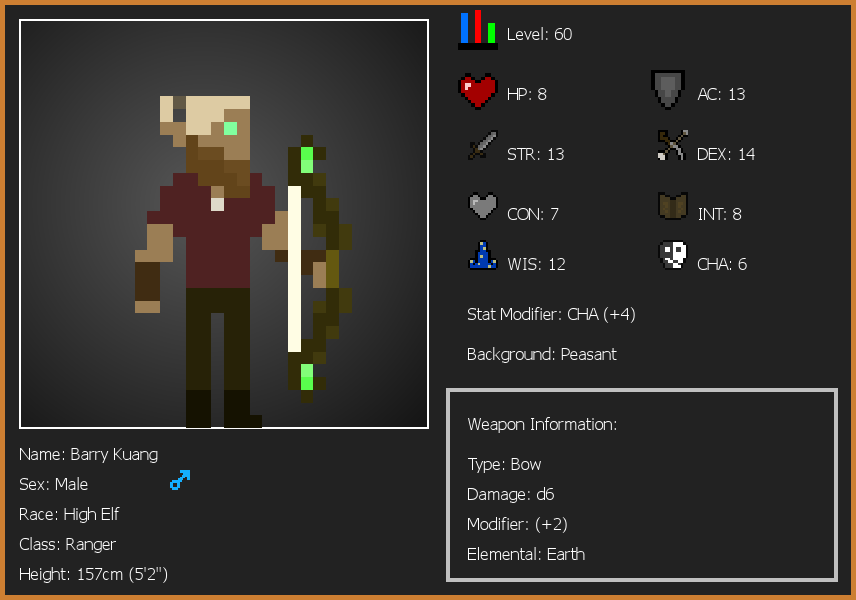 Level: 60
HP: 8
AC: 13
STR: 13
DEX: 14
CON: 7
INT: 8
WIS: 12
CHA: 6
Stat Modifier: CHA (+4)
Background: Peasant
Weapon Information:
Type: Bow
Damage: d6
Modifier: (+2)
Elemental: Earth
Name: Barry Kuang
Sex: Male
Race: High Elf
Class: Ranger
Height: 157cm (5'2")